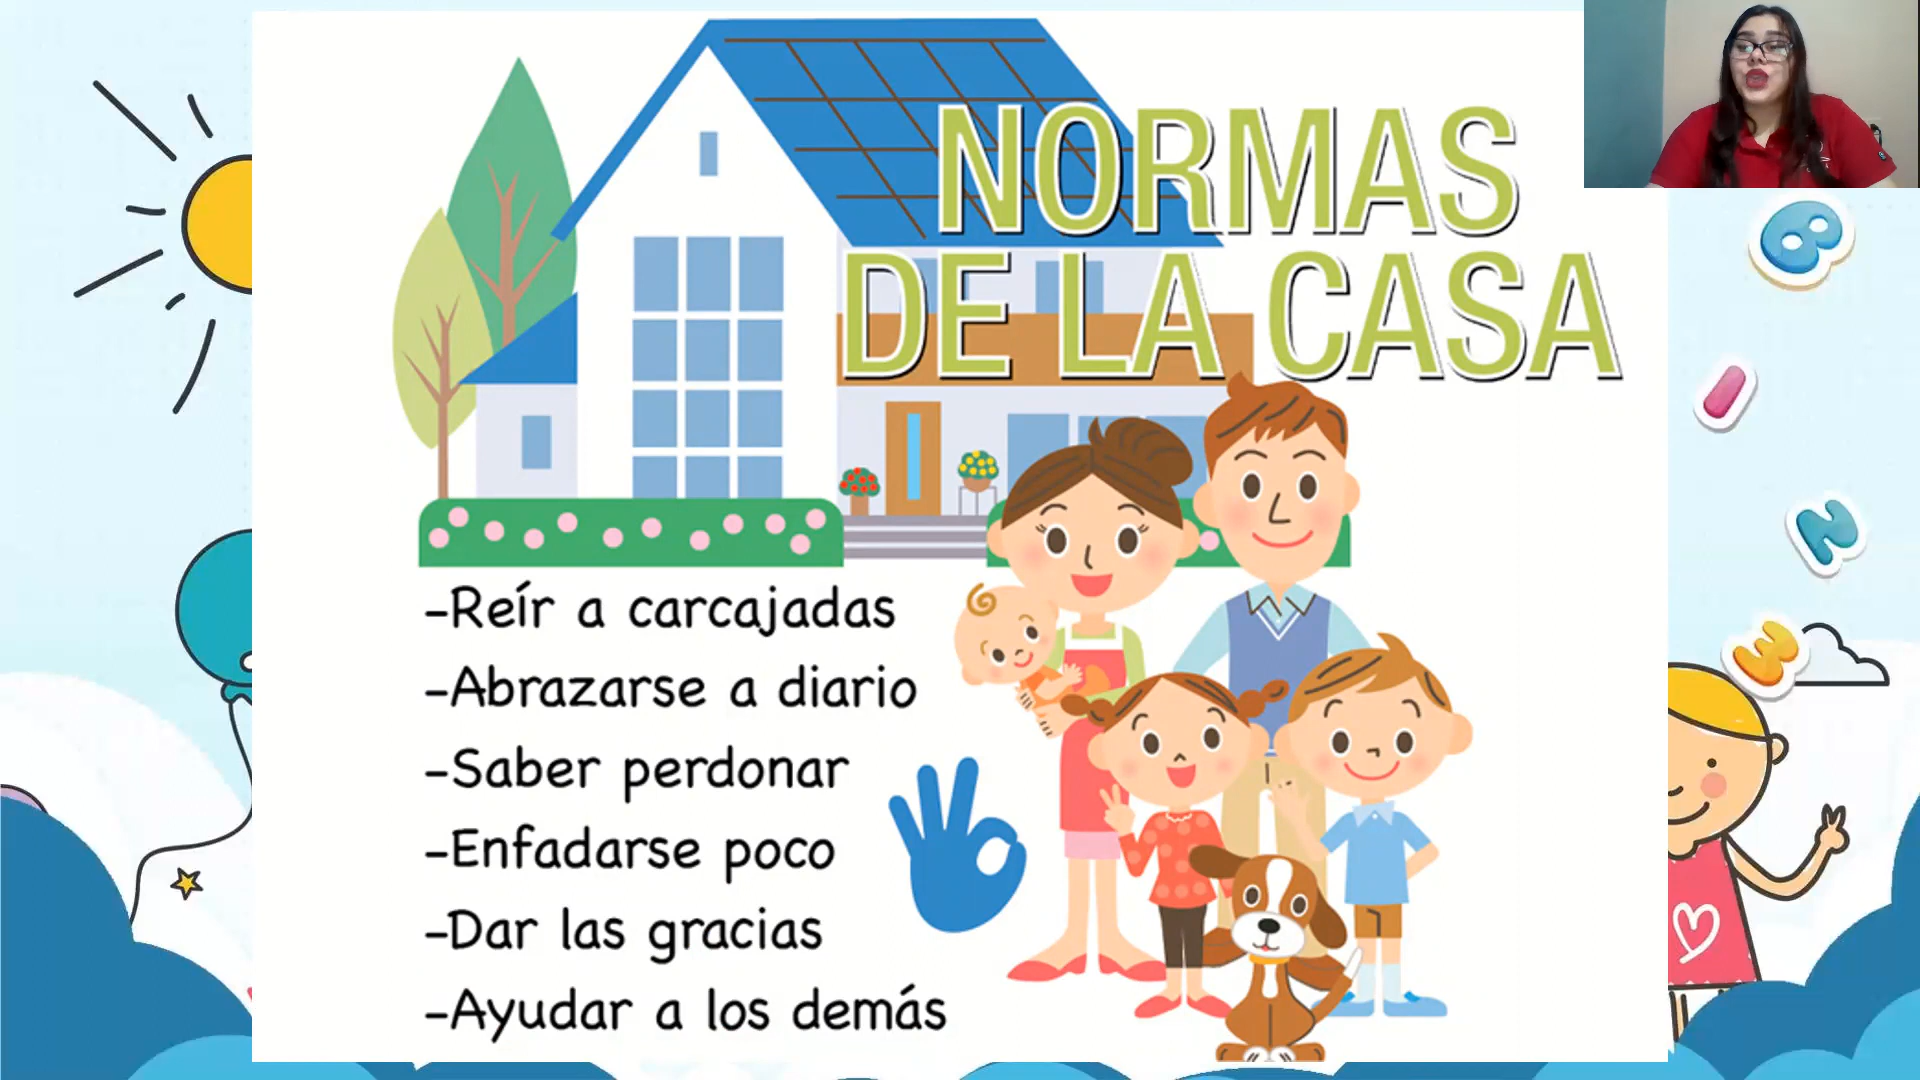 NORMAS
DE LA CASA
-Reír a carcajadas
-Abrazarse a diario
-Saber perdonar
-Enfadarse poco
-Dar las gracias
-Ayudar a los demás
B
I
N
E